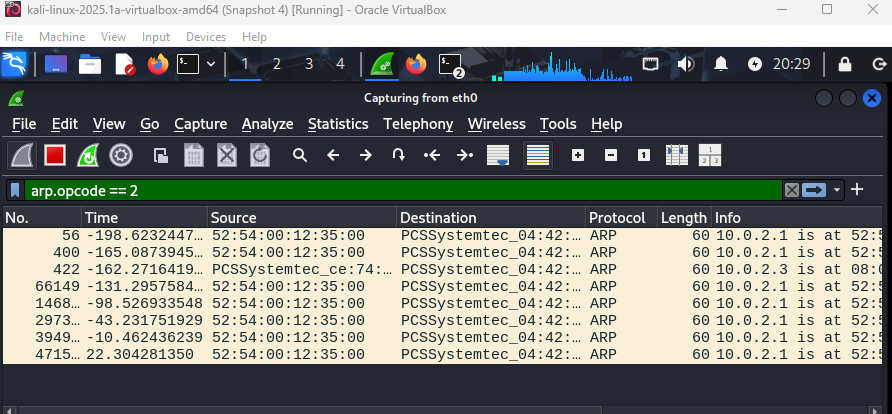 kali-linux-2025.1a-virtualbox-amd64 (Snapshot 4) [Running] - Oracle VirtualBox
File Machine View Input Devices Help
1 2 3 4 2 20:29
Capturing from eth0
File Edit View Go Capture Analyze Statistics Telephony Wireless Tools Help
arp.opcode == 2
No. Time Source Destination Protocol Length Info
56 -198.6232447… 52:54:00:12:35:00 PCSSystemtec_04:42:… ARP 60 10.0.2.1 is at 52:5
400 -165.0873945… 52:54:00:12:35:00 PCSSystemtec_04:42:… ARP 60 10.0.2.1 is at 52:5
422 -162.2716419… PCSSystemtec_ce:74:… PCSSystemtec_04:42:… ARP 60 10.0.2.3 is at 08:0
66149 -131.2957584… 52:54:00:12:35:00 PCSSystemtec_04:42:… ARP 60 10.0.2.1 is at 52:5
1468… -98.526933548 52:54:00:12:35:00 PCSSystemtec_04:42:… ARP 60 10.0.2.1 is at 52:5
2973… -43.231751929 52:54:00:12:35:00 PCSSystemtec_04:42:… ARP 60 10.0.2.1 is at 52:5
3949… -10.462436239 52:54:00:12:35:00 PCSSystemtec_04:42:… ARP 60 10.0.2.1 is at 52:5
4715… 22.304281350 52:54:00:12:35:00 PCSSystemtec_04:42:… ARP 60 10.0.2.1 is at 52:5